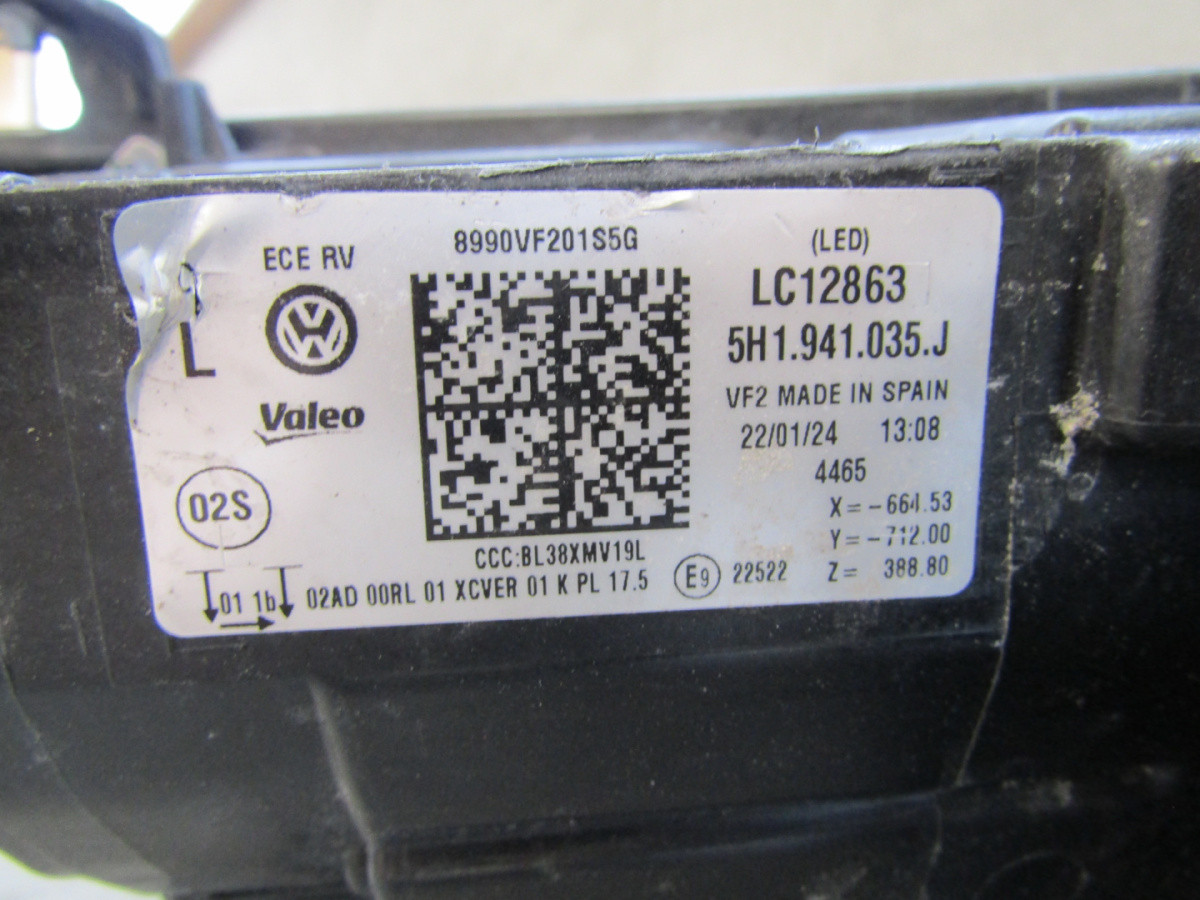 ECE RV
L
Valeo
02S
8990VF201S5G
CCC:BL38XMV19L
(LED)
LC12863
5H1.941.035.J
VF2 MADE IN SPAIN
22/01/24 13:08
4465
X=-664.53
Y=-712.00
Z= 388.80
01 1b 02AD 00RL 01 XCVER 01 K PL 17.5 E9 22522